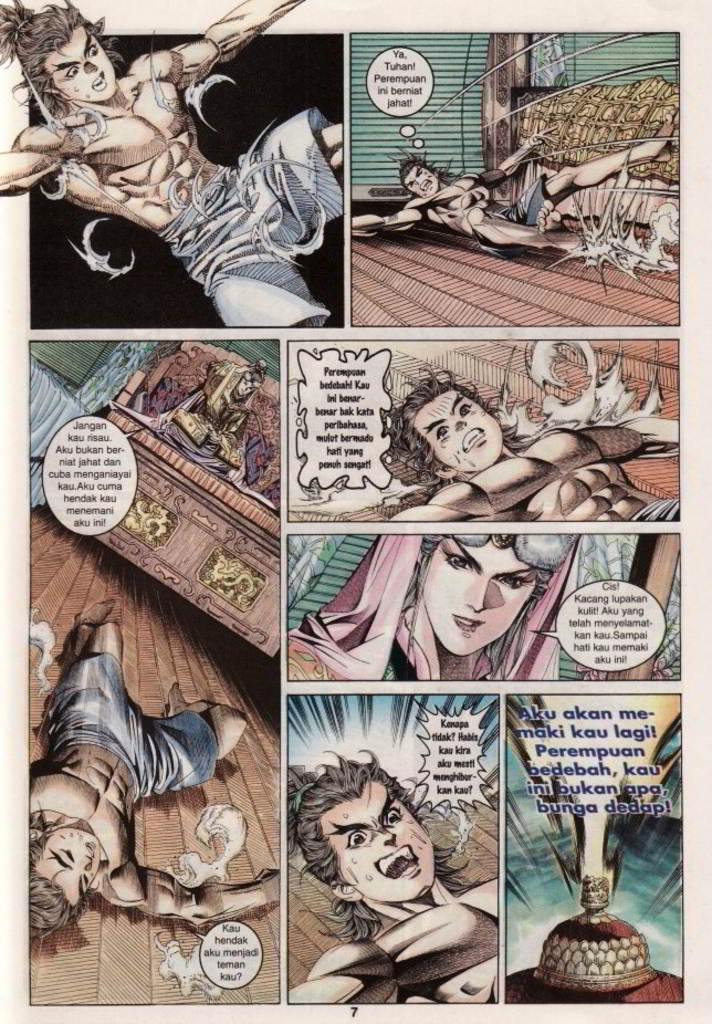 Ya,
Tuhan!
Perempuan
ini berniat
jahat!
Jangan
kau risau.
Aku bukan ber-
niat jahat dan
cuba menganiayai
kau.Aku cuma
hendak kau
menemani
aku ini!
Kau
hendak
aku menjadi
teman
kau?
Perempuan
bedebah! Kau
ini benar-
benar bak kata
peribahasa,
mulut bermadu
hati yang
penuh sengat!
Cis!
Kacang lupakan
kulit! Aku yang
telah menyelamat-
kan kau.Sampai
hati kau memaki
aku ini!
Kenapa
tidak? Habis
kau kira
aku mesti
menghibur-
kan kau?
Aku akan me-
maki kau lagi!
Perempuan
bedebah, kau
ini bukan apa,
bunga dedap!
7